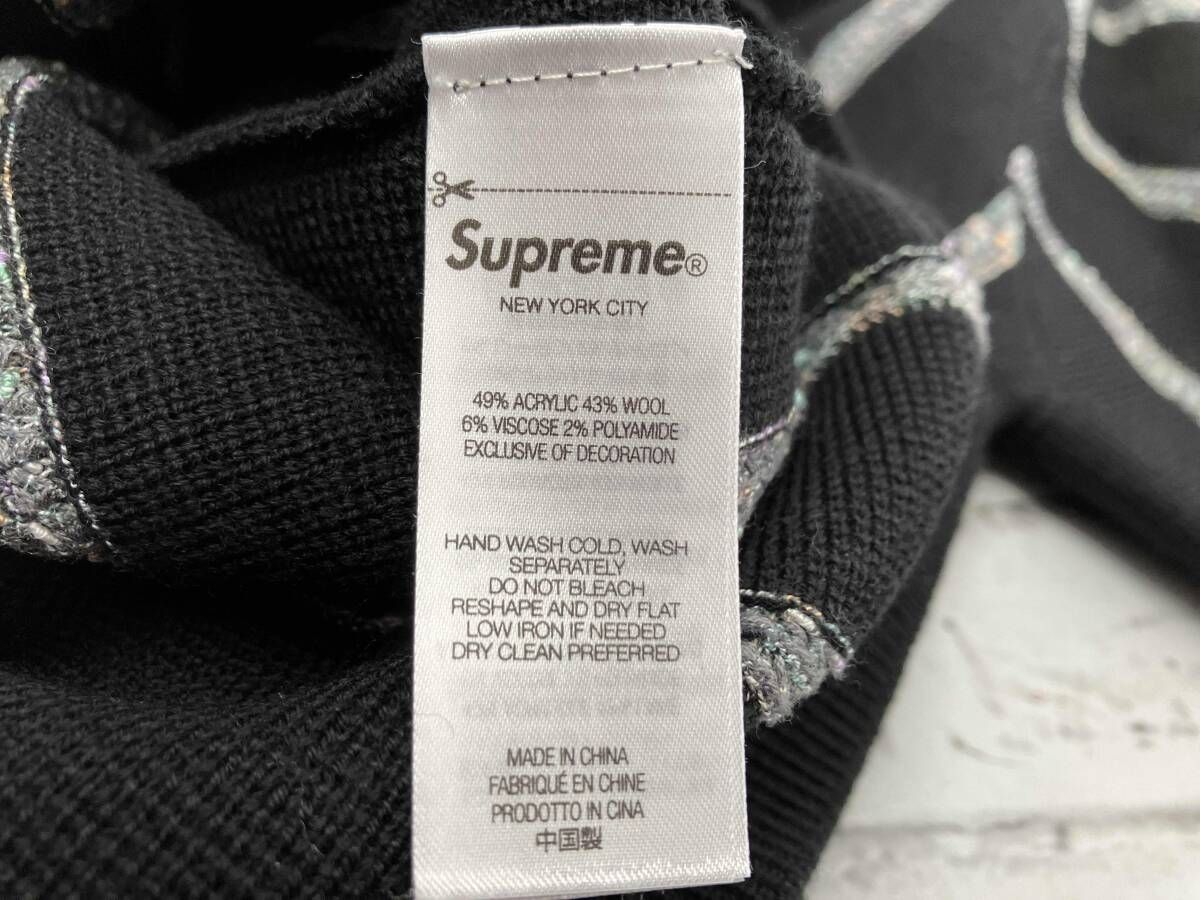 Supreme®
NEW YORK CITY
49% ACRYLIC 43% WOOL
6% VISCOSE 2% POLYAMIDE
EXCLUSIVE OF DECORATION
HAND WASH COLD, WASH
SEPARATELY
DO NOT BLEACH
RESHAPE AND DRY FLAT
LOW IRON IF NEEDED
DRY CLEAN PREFERRED
MADE IN CHINA
FABRIQUÉ EN CHINE
PRODOTTO IN CINA
中国製